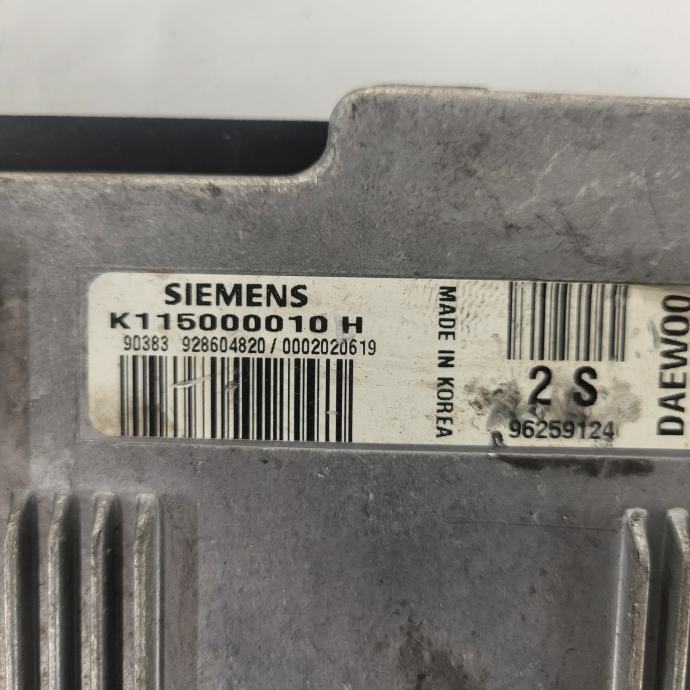 SIEMENS
K115000010 H
90383 928604820 / 0002020619
MADE IN KOREA
2 S
96259124
DAEWOO